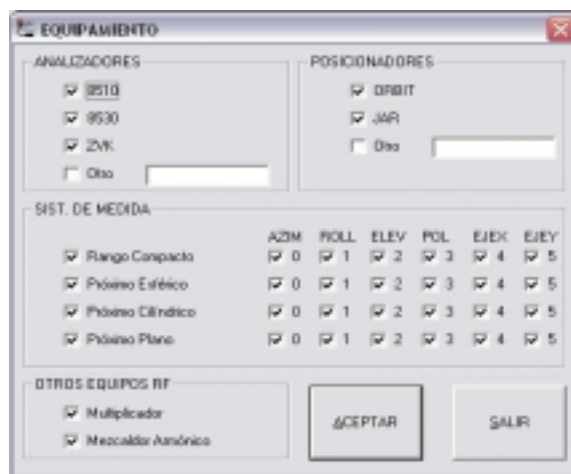 EQUIPAMIENTO
ANALIZADORES
8510
8530
ZVK
Otro
POSICIONADORES
ORBIT
JAR
Otro
SIST. DE MEDIDA
AZIM ROLL ELEV POL EJEX EJEY
Rango Compacto 0 1 2 3 4 5
Próximo Esférico 0 1 2 3 4 5
Próximo Cilíndrico 0 1 2 3 4 5
Próximo Plano 0 1 2 3 4 5
OTROS EQUIPOS RF
Multiplicador
Mezcaldor Armónico
ACEPTAR
SALIR